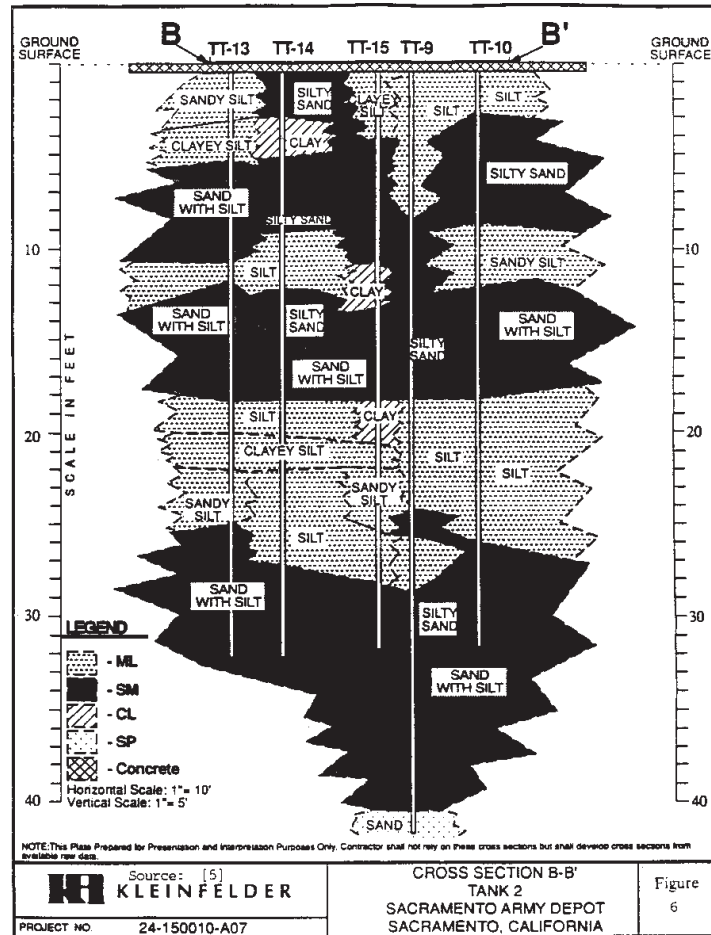 B B'
GROUND SURFACE TT-13 TT-14 TT-15 TT-9 TT-10 GROUND SURFACE
SANDY SILT
SILTY SAND
CLAYEY SILT
SILT
SILT
CLAYEY SILT
CLAY
SAND WITH SILT
SILTY SAND
SILTY SAND
10
SILT
CLAY
SANDY SILT
10
SAND WITH SILT
SILTY SAND
SAND WITH SILT
SILTY SAND
SAND WITH SILT
SCALE IN FEET
SILT
CLAY
20
CLAYEY SILT
SILT
SILT
20
SANDY SILT
SANDY SILT
SILT
SAND WITH SILT
SILTY SAND
30
30
SAND WITH SILT
LEGEND
- ML
- SM
- CL
- SP
- Concrete
Horizontal Scale: 1"= 10'
Vertical Scale: 1"= 5'
40
SAND
40
NOTE: This Plate Prepared for Presentation and Interpretation Purposes Only. Contractor shall not rely on these cross sections but shall develop cross sections from
available raw data.
Source: [5]
KLEINFELDER
PROJECT NO. 24-150010-A07
CROSS SECTION B-B'
TANK 2
SACRAMENTO ARMY DEPOT
SACRAMENTO, CALIFORNIA
Figure
6